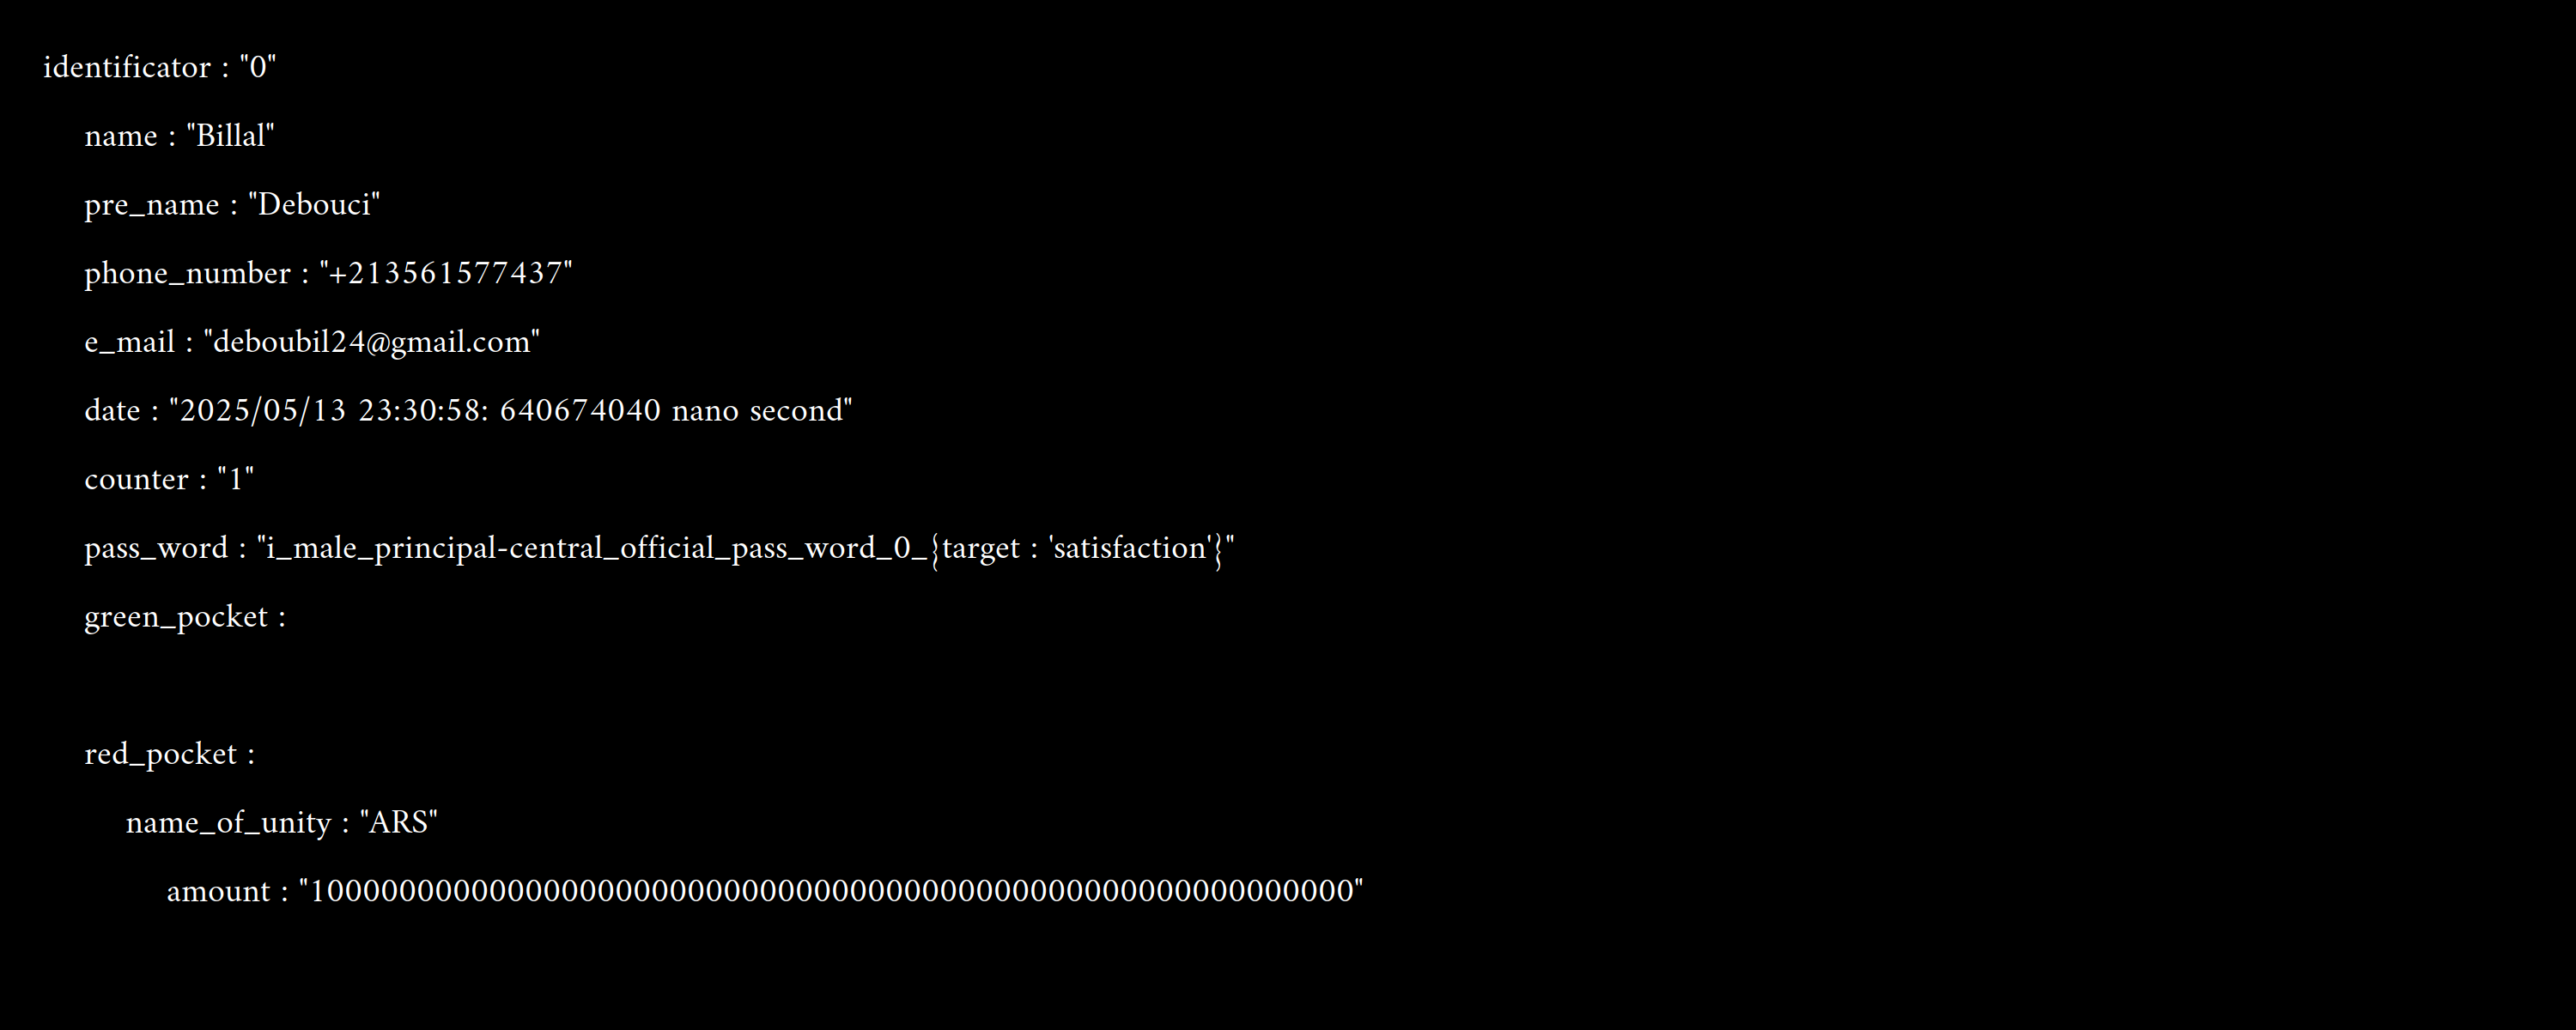 identificator : "0"
name : "Billal"
pre_name : "Debouci"
phone_number : "+213561577437"
e_mail : "deboubil24@gmail.com"
date : "2025/05/13 23:30:58: 640674040 nano second"
counter : "1"
pass_word : "i_male_principal-central_official_pass_word_0_{target : 'satisfaction'}"
green_pocket :
red_pocket :
name_of_unity : "ARS"
amount : "1000000000000000000000000000000000000000000000000000000000"